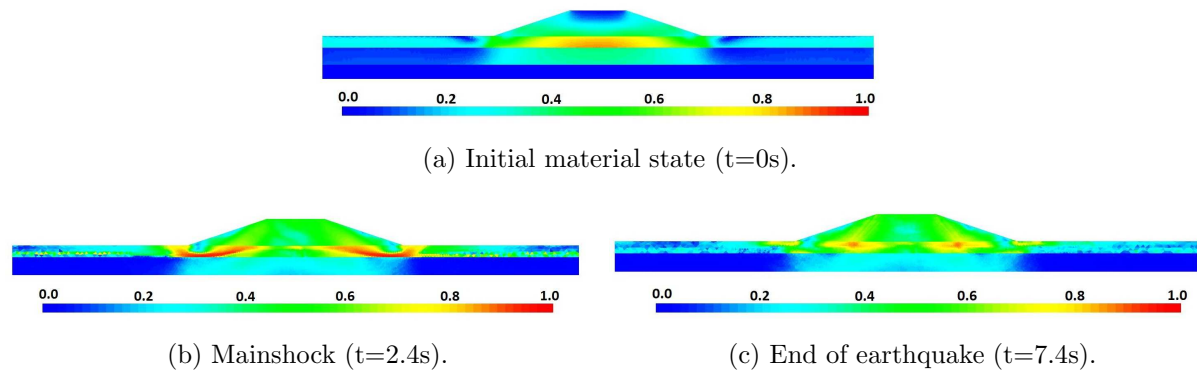 0.0 0.2 0.4 0.6 0.8 1.0
(a) Initial material state (t=0s).
0.0 0.2 0.4 0.6 0.8 1.0
(b) Mainshock (t=2.4s).
0.0 0.2 0.4 0.6 0.8 1.0
(c) End of earthquake (t=7.4s).